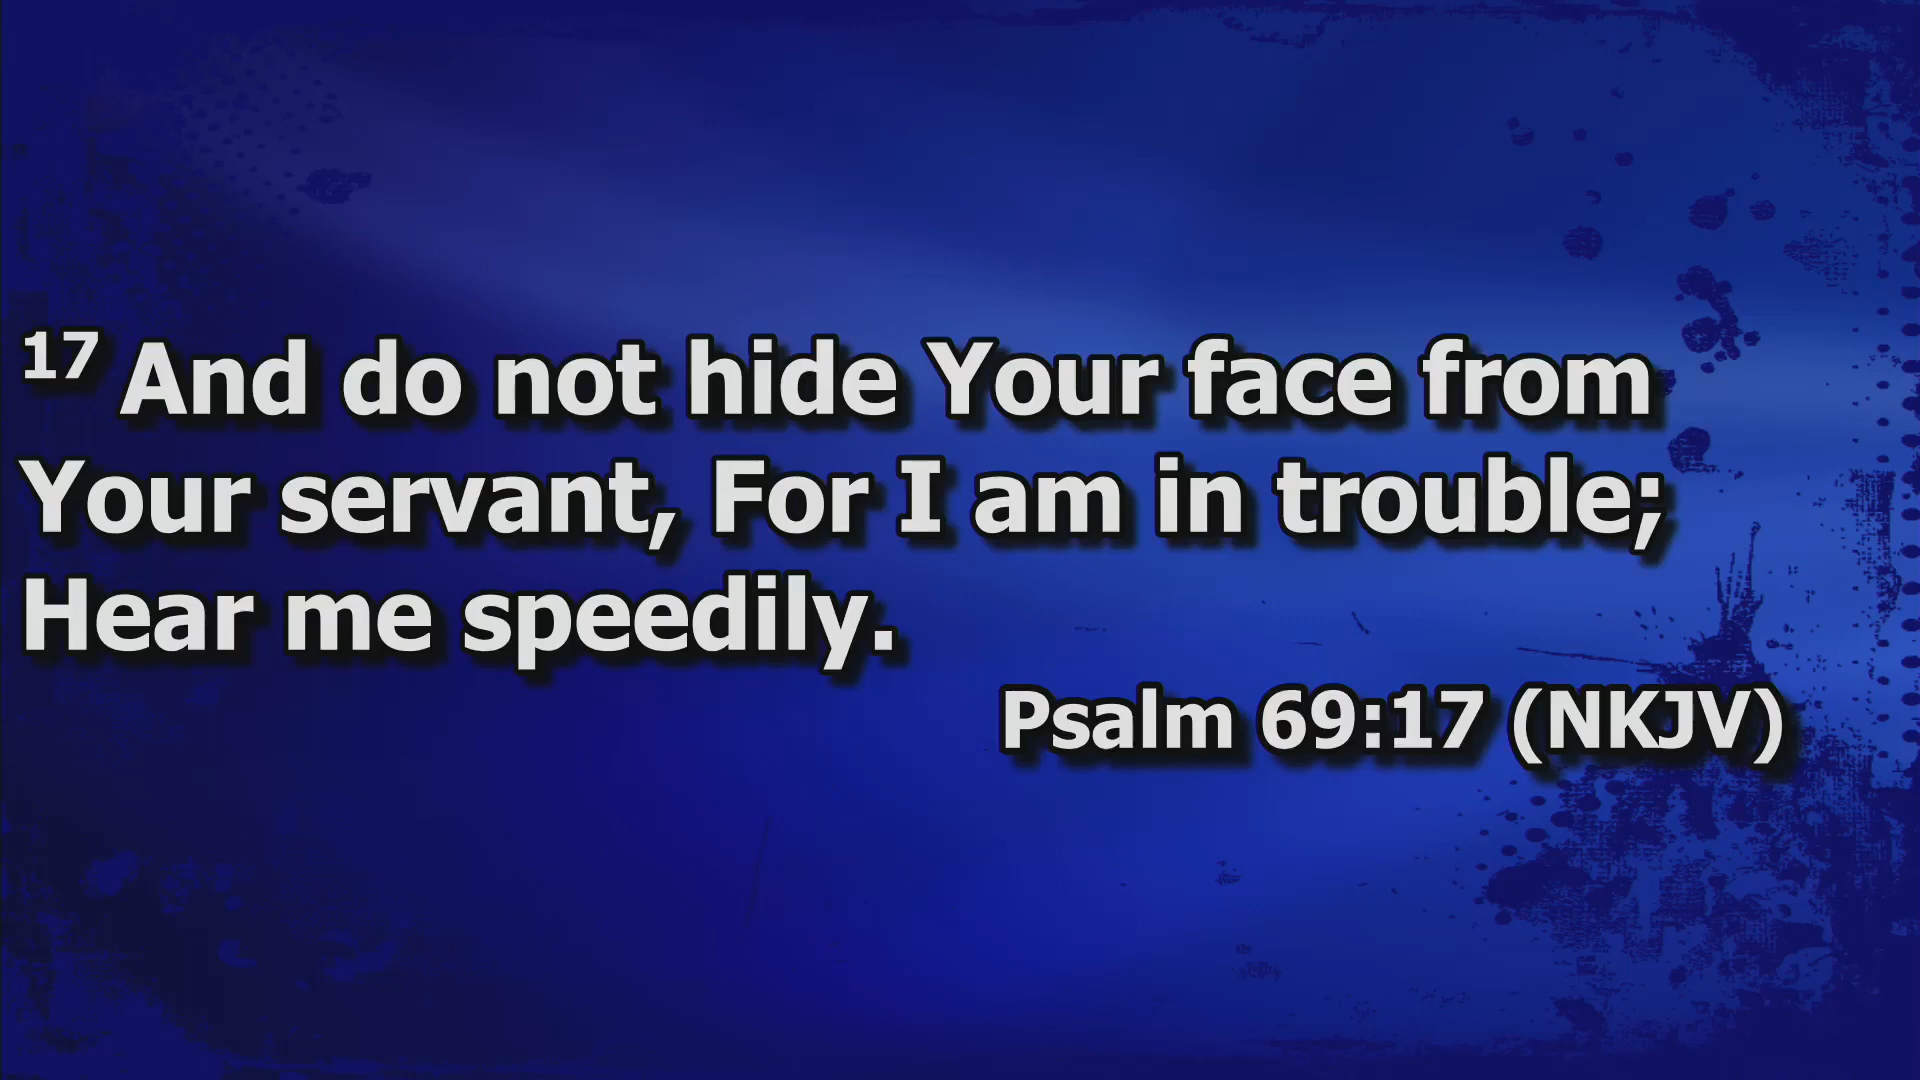 17 And do not hide Your face from
Your servant, For I am in trouble;
Hear me speedily.
Psalm 69:17 (NKJV)